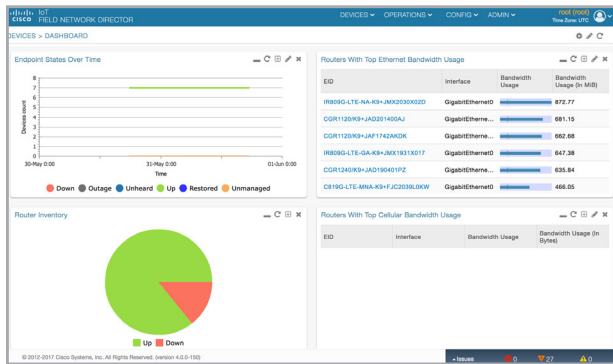 cisco IoT FIELD NETWORK DIRECTOR
DEVICES OPERATIONS CONFIG ADMIN
root (root)
Time Zone: UTC
DEVICES > DASHBOARD
Endpoint States Over Time
Devices count
8
7
6
5
4
3
2
1
0
30-May 0:00 31-May 0:00 01-Jun 0:00
Time
Down Outage Unheard Up Restored Unmanaged
Routers With Top Ethernet Bandwidth Usage
EID Interface Bandwidth Usage Bandwidth Usage (In MiB)
IR809G-LTE-NA-K9+JMX2030X02D GigabitEthernet0 872.77
CGR1120/K9+JAD201400AJ GigabitEtherne... 681.15
CGR1120/K9+JAF1742AKDK GigabitEtherne... 662.68
IR809G-LTE-GA-K9+JMX1931X017 GigabitEthernet0 647.38
CGR1240/K9+JAD190401PZ GigabitEtherne... 635.84
C819G-LTE-MNA-K9+FJC2039L0KW GigabitEthernet0 466.05
Router Inventory
Up Down
Routers With Top Cellular Bandwidth Usage
EID Interface Bandwidth Usage Bandwidth Usage (In Bytes)
© 2012-2017 Cisco Systems, Inc. All Rights Reserved. (version 4.0.0-150)
Issues 0 27 0